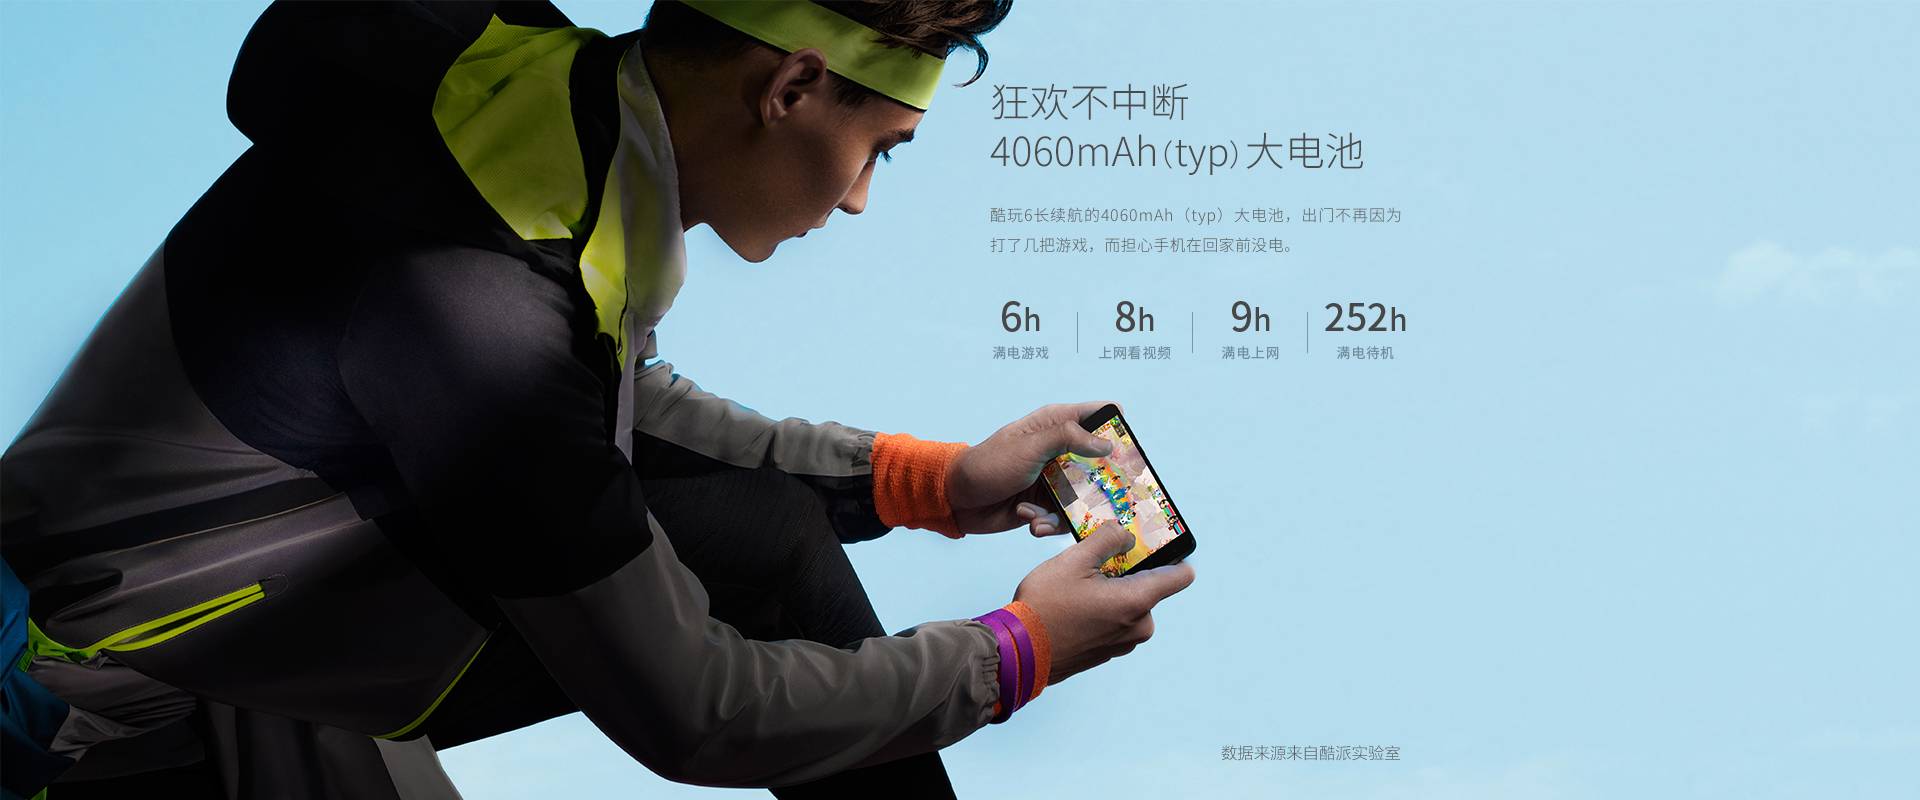 狂欢不中断
4060mAh(typ)大电池
酷玩6长续航的4060mAh（typ）大电池，出门不再因为
打了几把游戏，而担心手机在回家前没电。
6h
满电游戏
8h
上网看视频
9h
满电上网
252h
满电待机
数据来源来自酷派实验室